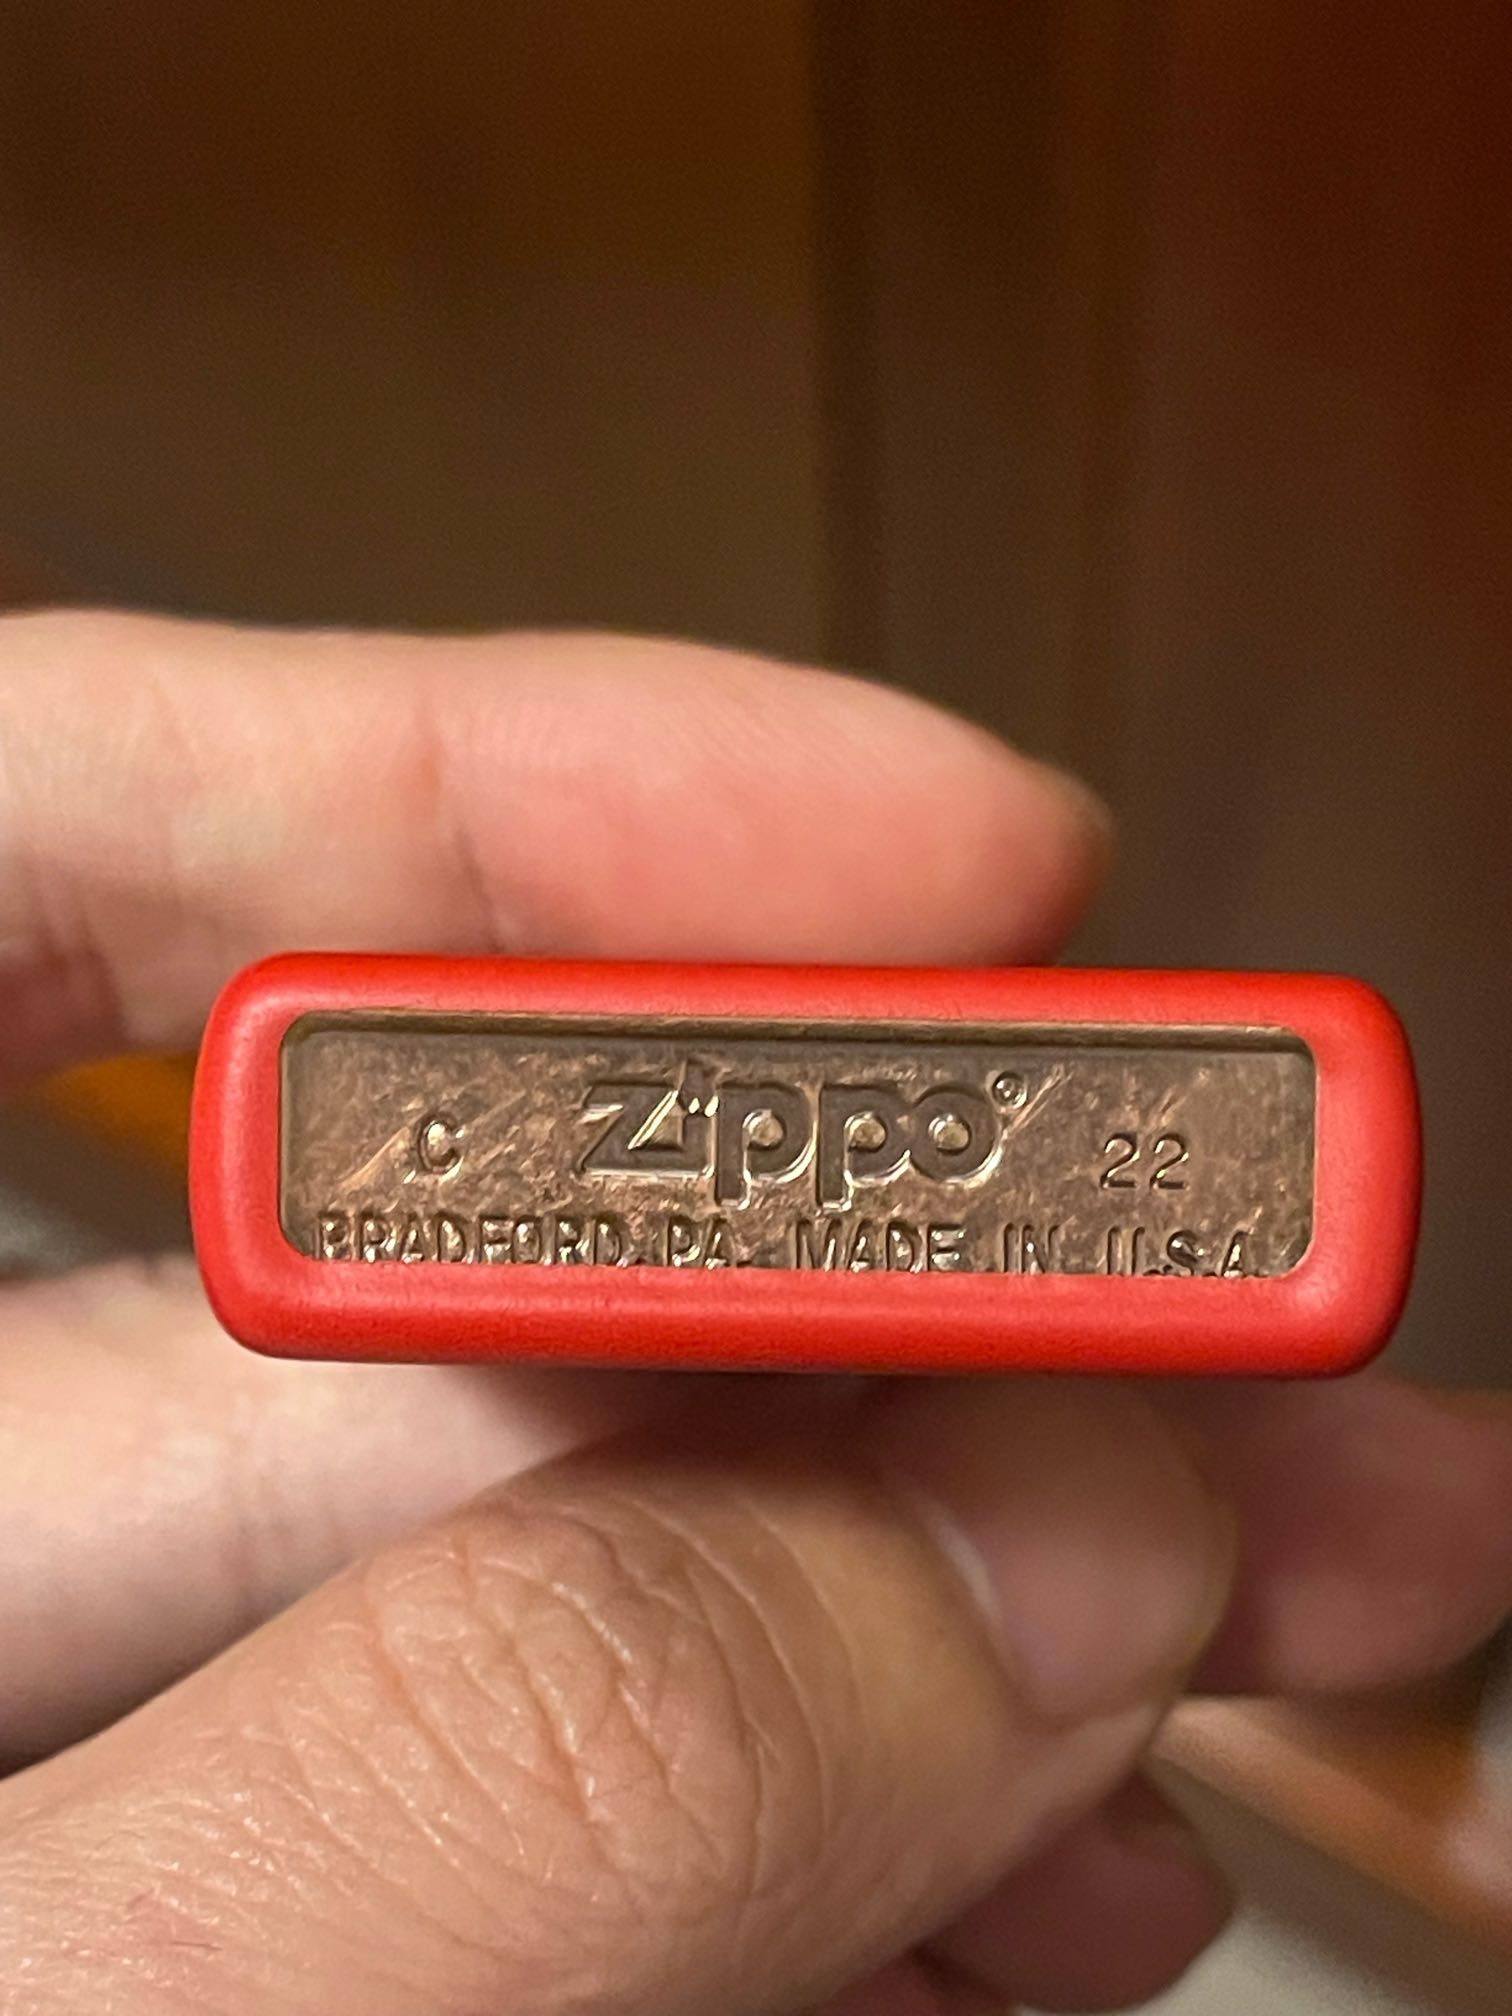 C zippo® 22
BRADFORD, PA. MADE IN U.S.A.